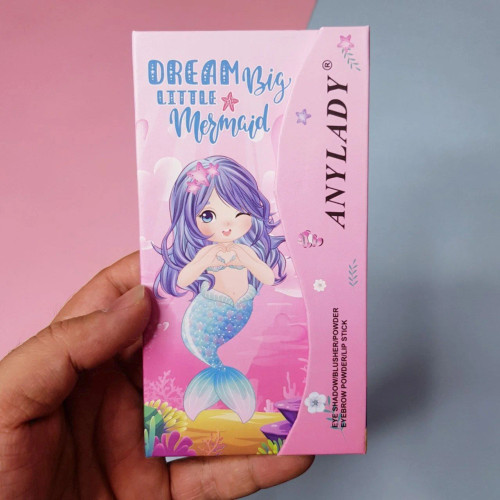 DREAM Big
LITTLE
Mermaid
ANYLADY®
EYE SHADOW/BLUSHER/POWDER
EYEBROW POWDER/LIP STICK